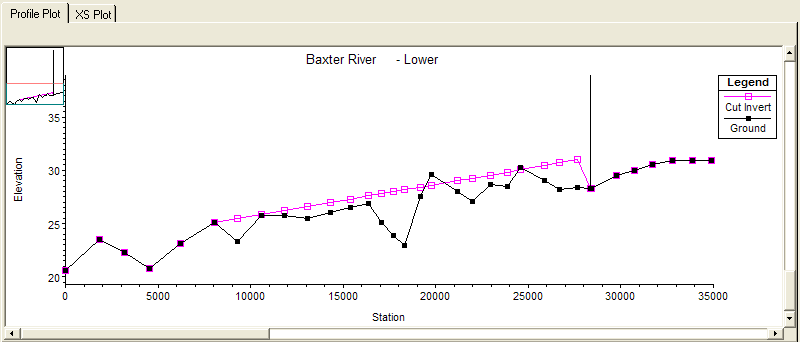 Profile Plot XS Plot
Baxter River - Lower
Legend
Cut Invert
Ground
Elevation
35
30
25
20
0 5000 10000 15000 20000 25000 30000 35000
Station